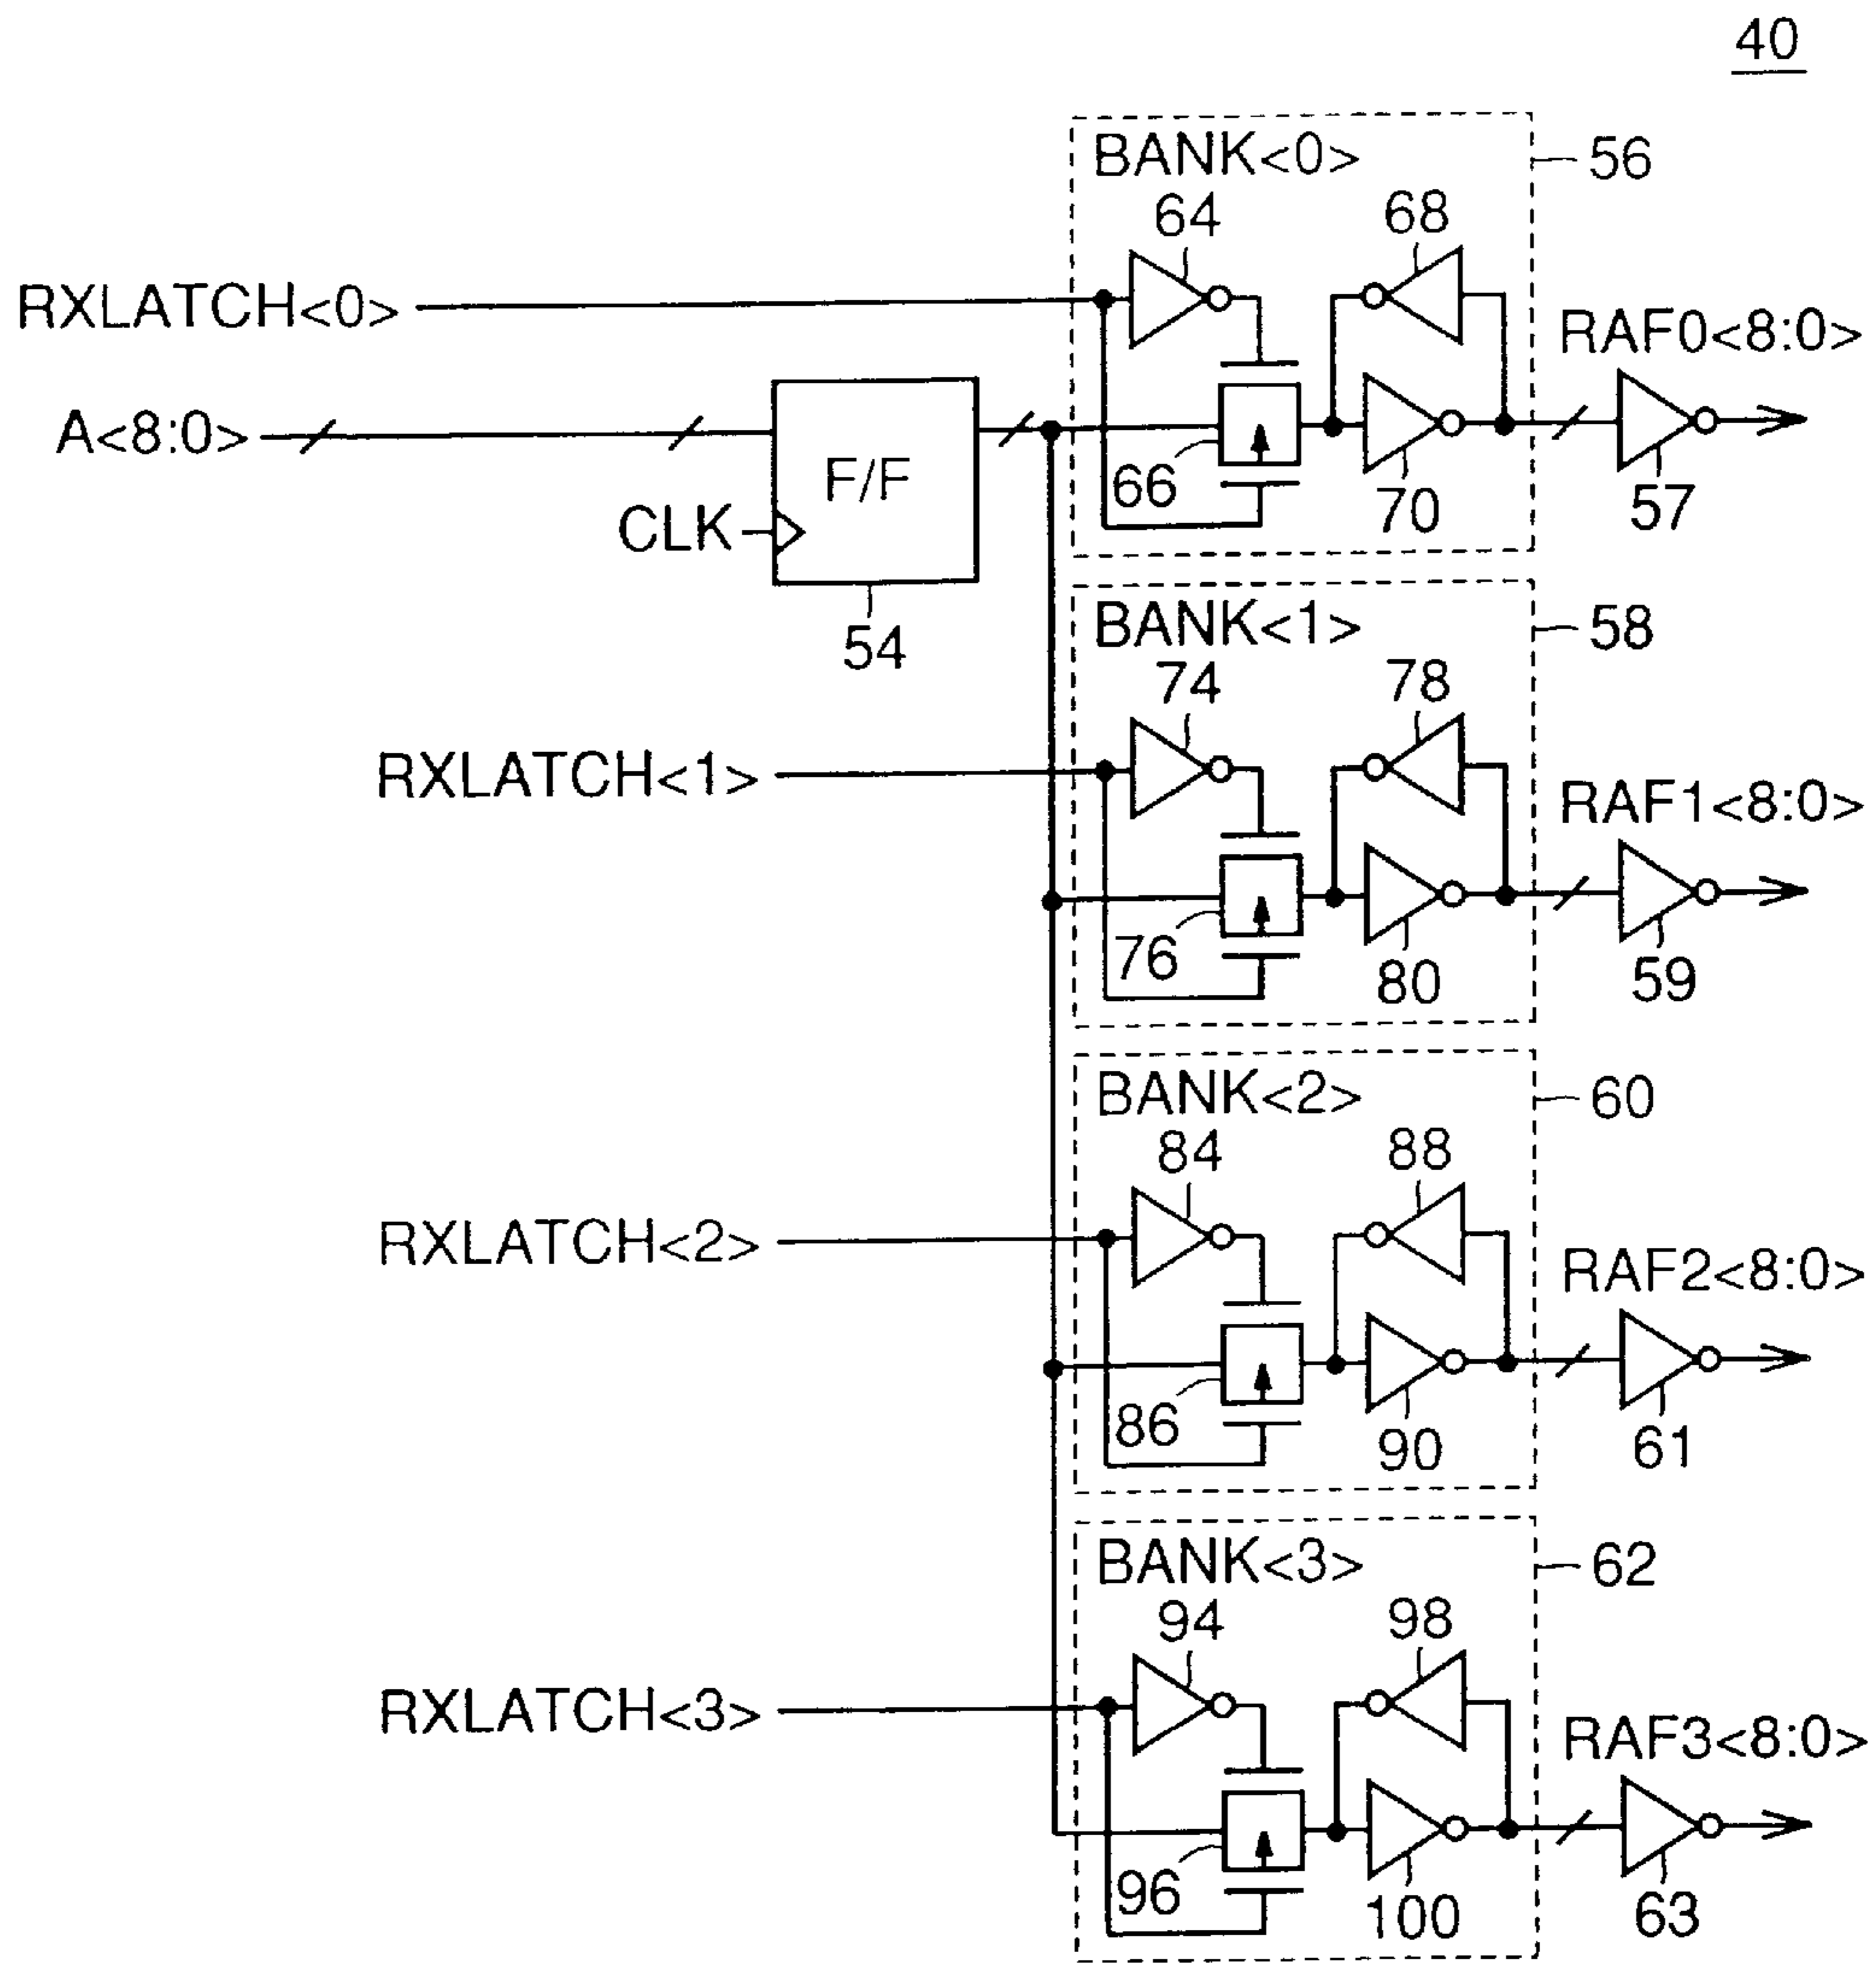 40
BANK<0>
56
64
68
RXLATCH<0>
RAF0<8:0>
A<8:0>
F/F
66
70
57
CLK
54
BANK<1>
58
74
78
RXLATCH<1>
RAF1<8:0>
76
80
59
BANK<2>
60
84
88
RXLATCH<2>
RAF2<8:0>
86
90
61
BANK<3>
62
94
98
RXLATCH<3>
RAF3<8:0>
96
100
63